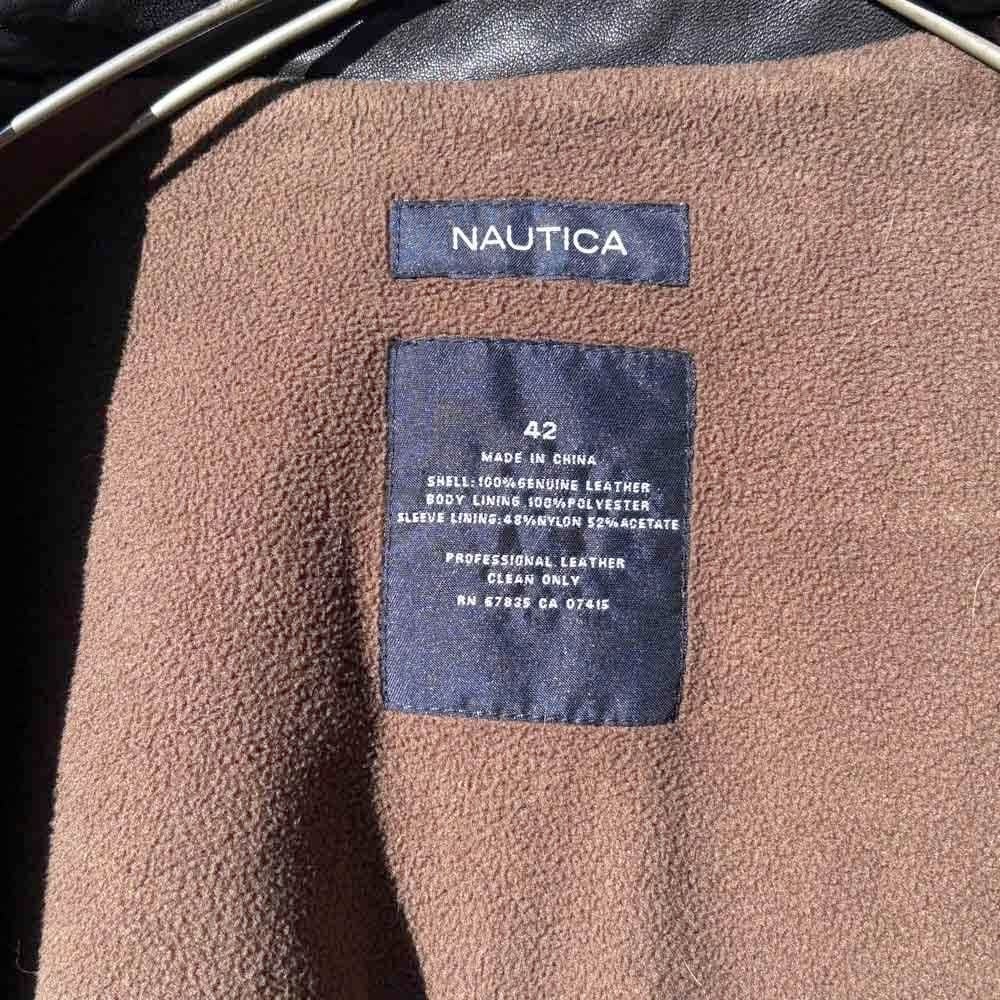 NAUTICA
42
MADE IN CHINA
SHELL:100%GENUINE LEATHER
BODY LINING 100%POLYESTER
SLEEVE LINING:48%NYLON 52%ACETATE
PROFESSIONAL LEATHER
CLEAN ONLY
RN 67835 CA 07415